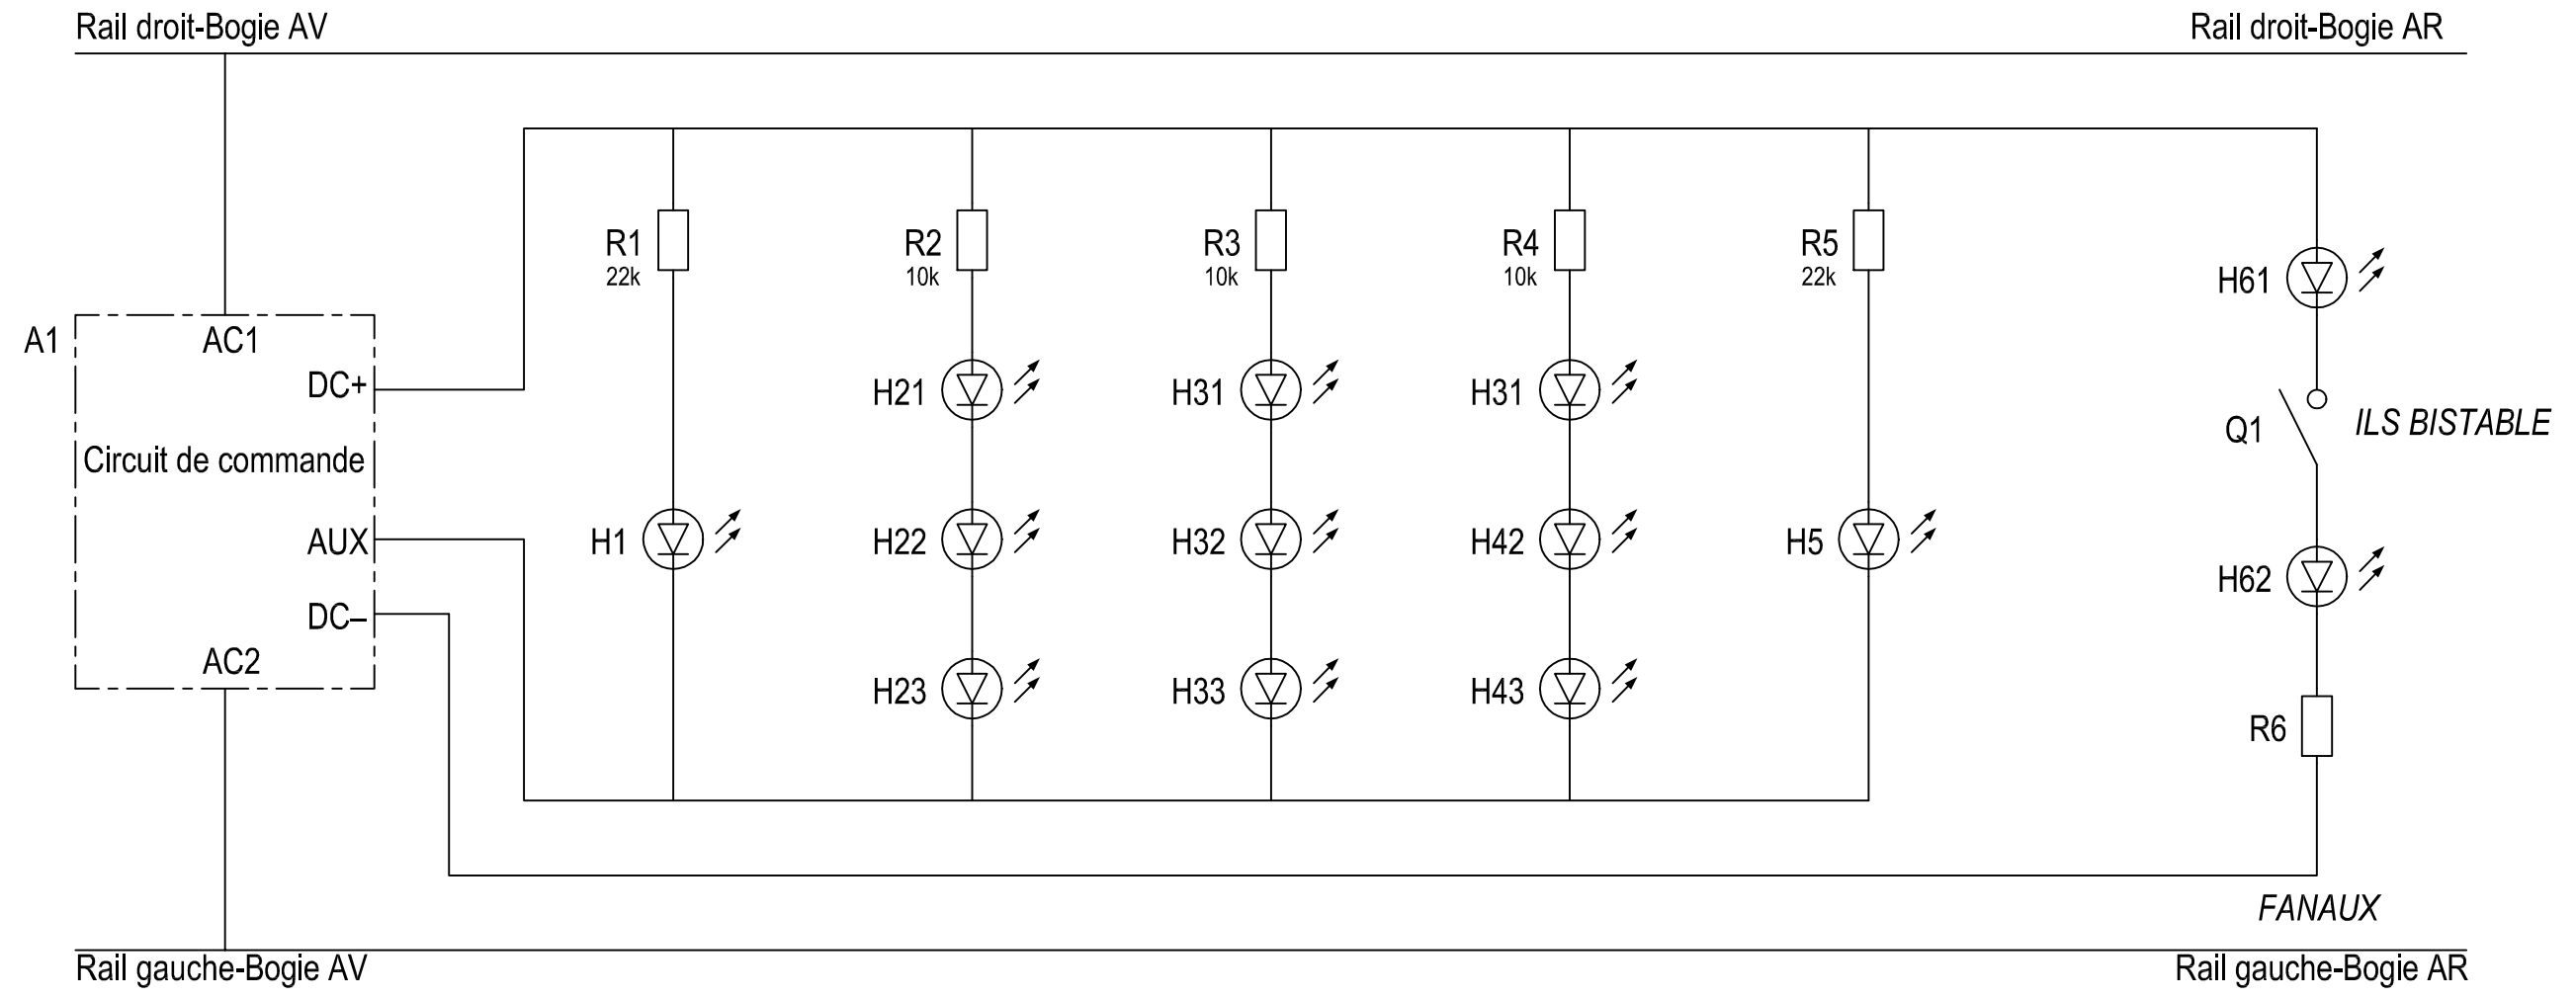 Rail droit-Bogie AV
Rail droit-Bogie AR
R1
22k
R2
10k
R3
10k
R4
10k
R5
22k
H61
A1
AC1
DC+
Circuit de commande
AUX
DC–
AC2
H21
H31
H31
Q1
ILS BISTABLE
H1
H22
H32
H42
H5
H62
H23
H33
H43
R6
FANAUX
Rail gauche-Bogie AV
Rail gauche-Bogie AR